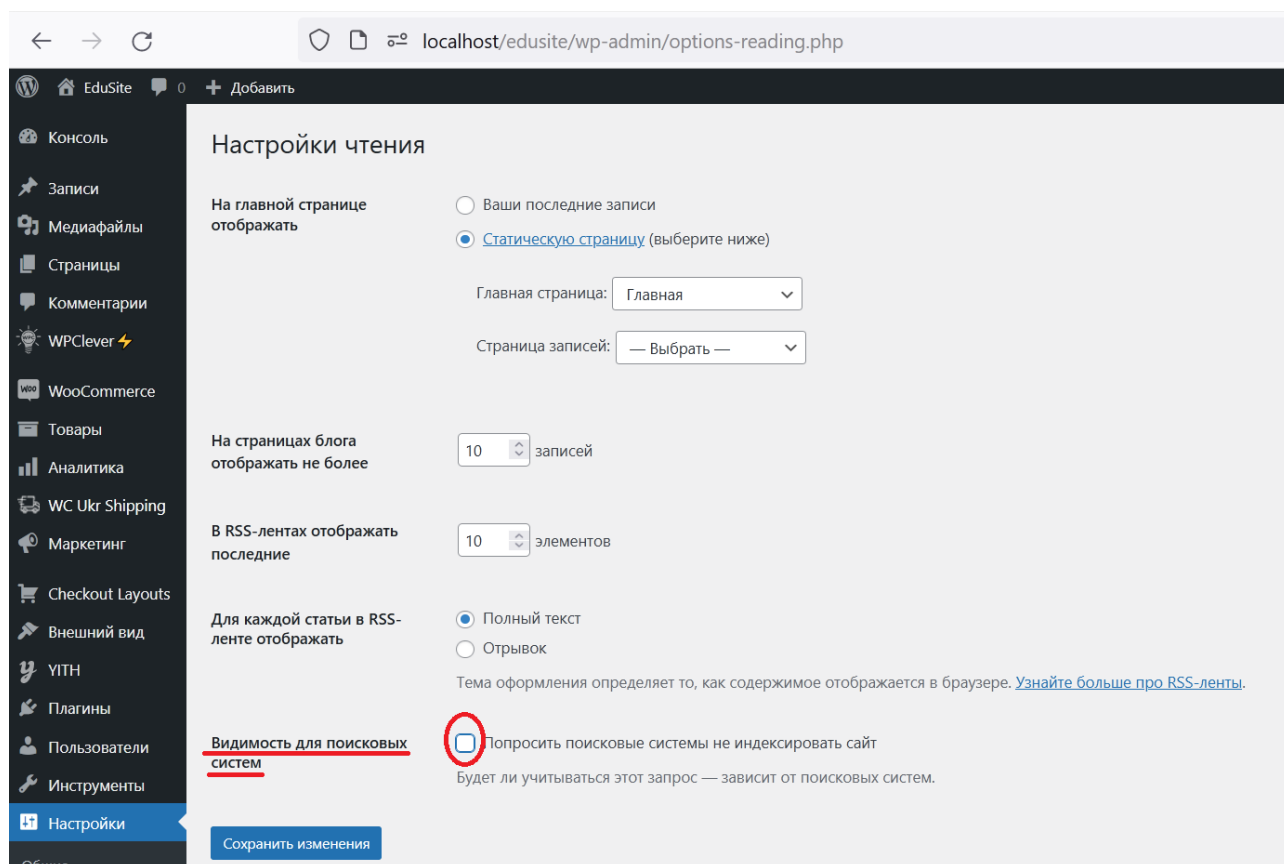 localhost/edusite/wp-admin/options-reading.php
EduSite 0 Добавить
Консоль
Записи
Медиафайлы
Страницы
Комментарии
WPClever
WooCommerce
Товары
Аналитика
WC Ukr Shipping
Маркетинг
Checkout Layouts
Внешний вид
YITH
Плагины
Пользователи
Инструменты
Настройки
Общие
Настройки чтения
На главной странице
отображать
Ваши последние записи
Статическую страницу (выберите ниже)
Главная страница: Главная
Страница записей: — Выбрать —
На страницах блога
отображать не более
10 записей
В RSS-лентах отображать
последние
10 элементов
Для каждой статьи в RSS-
ленте отображать
Полный текст
Отрывок
Тема оформления определяет то, как содержимое отображается в браузере. Узнайте больше про RSS-ленты.
Видимость для поисковых
систем
Попросить поисковые системы не индексировать сайт
Будет ли учитываться этот запрос — зависит от поисковых систем.
Сохранить изменения